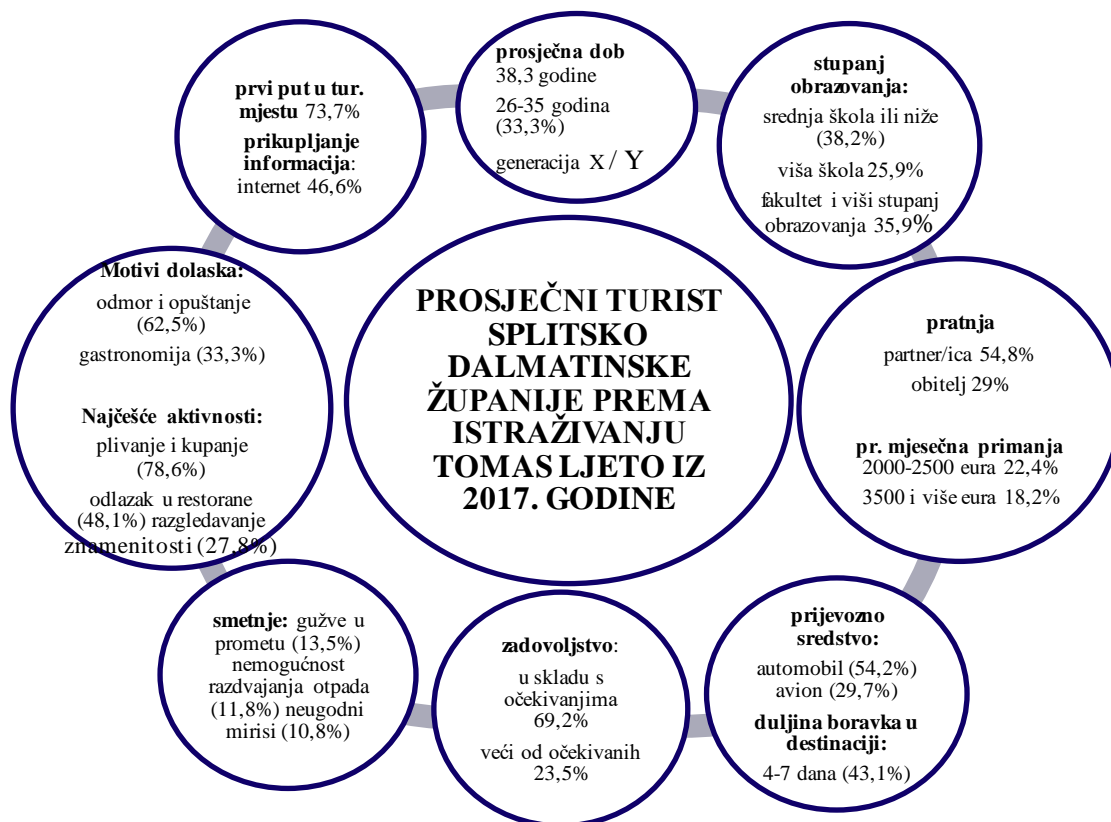 PROSJEČNI TURIST
SPLITSKO
DALMATINSKE
ŽUPANIJE PREMA
ISTRAŽIVANJU
TOMAS LJETO IZ
2017. GODINE
prosječna dob
38,3 godine
26-35 godina
(33,3%)
generacija X / Y
stupanj
obrazovanja:
srednja škola ili niže
(38,2%)
viša škola 25,9%
fakultet i viši stupanj
obrazovanja 35,9%
pratnja
partner/ica 54,8%
obitelj 29%
pr. mjesečna primanja
2000-2500 eura 22,4%
3500 i više eura 18,2%
prijevozno
sredstvo:
automobil (54,2%)
avion (29,7%)
duljina boravka u
destinaciji:
4-7 dana (43,1%)
zadovoljstvo:
u skladu s
očekivanjima
69,2%
veći od očekivanih
23,5%
smetnje: gužve u
prometu (13,5%)
nemogućnost
razdvajanja otpada
(11,8%) neugodni
mirisi (10,8%)
Motivi dolaska:
odmor i opuštanje
(62,5%)
gastronomija (33,3%)
Najčešće aktivnosti:
plivanje i kupanje
(78,6%)
odlazak u restorane
(48,1%) razgledavanje
znamenitosti (27,8%)
prvi put u tur.
mjestu 73,7%
prikupljanje
informacija:
internet 46,6%